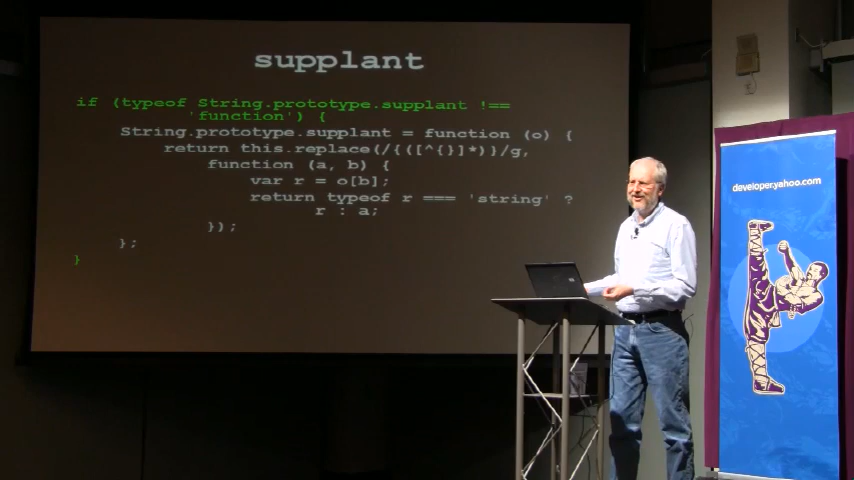 supplant
if (typeof String.prototype.supplant !==
'function') {
String.prototype.supplant = function (o) {
return this.replace(/{([^{}]*)}/g,
function (a, b) {
var r = o[b];
return typeof r === 'string' ?
r : a;
});
};
}
developer.yahoo.com